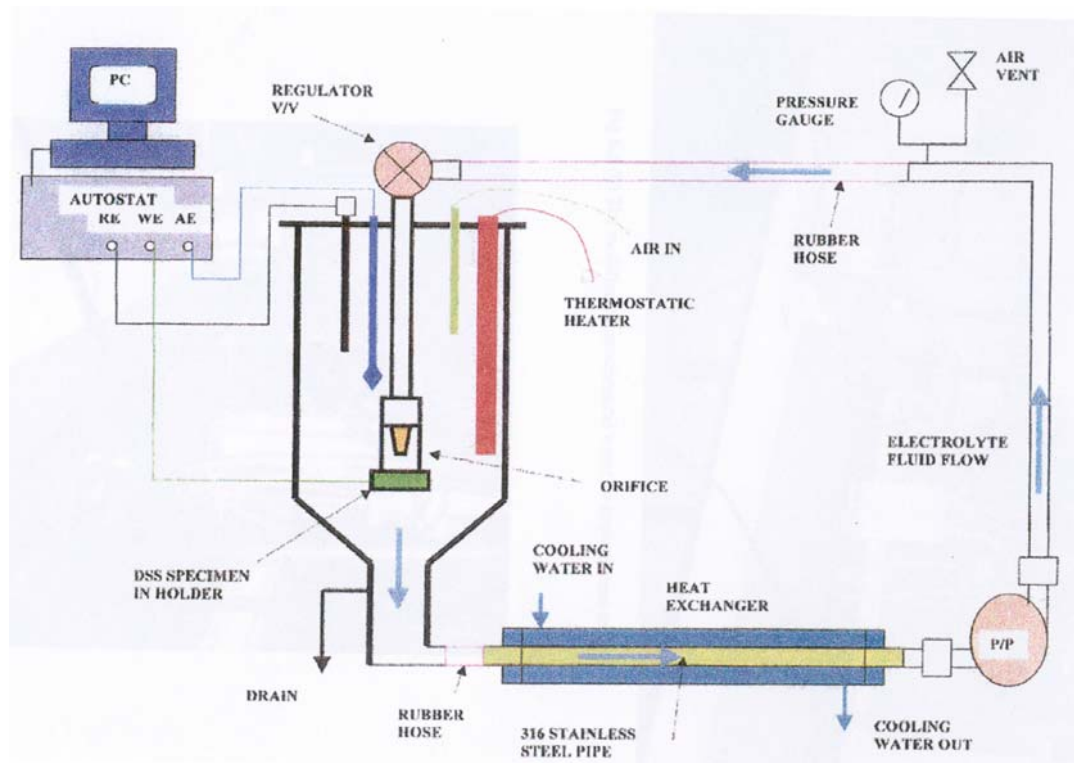 PC
REGULATOR
V/V
AIR
VENT
PRESSURE
GAUGE
AUTOSTAT
RE WE AE
RUBBER
HOSE
AIR IN
THERMOSTATIC
HEATER
ELECTROLYTE
FLUID FLOW
ORIFICE
DSS SPECIMEN
IN HOLDER
COOLING
WATER IN
HEAT
EXCHANGER
P/P
DRAIN
RUBBER
HOSE
316 STAINLESS
STEEL PIPE
COOLING
WATER OUT